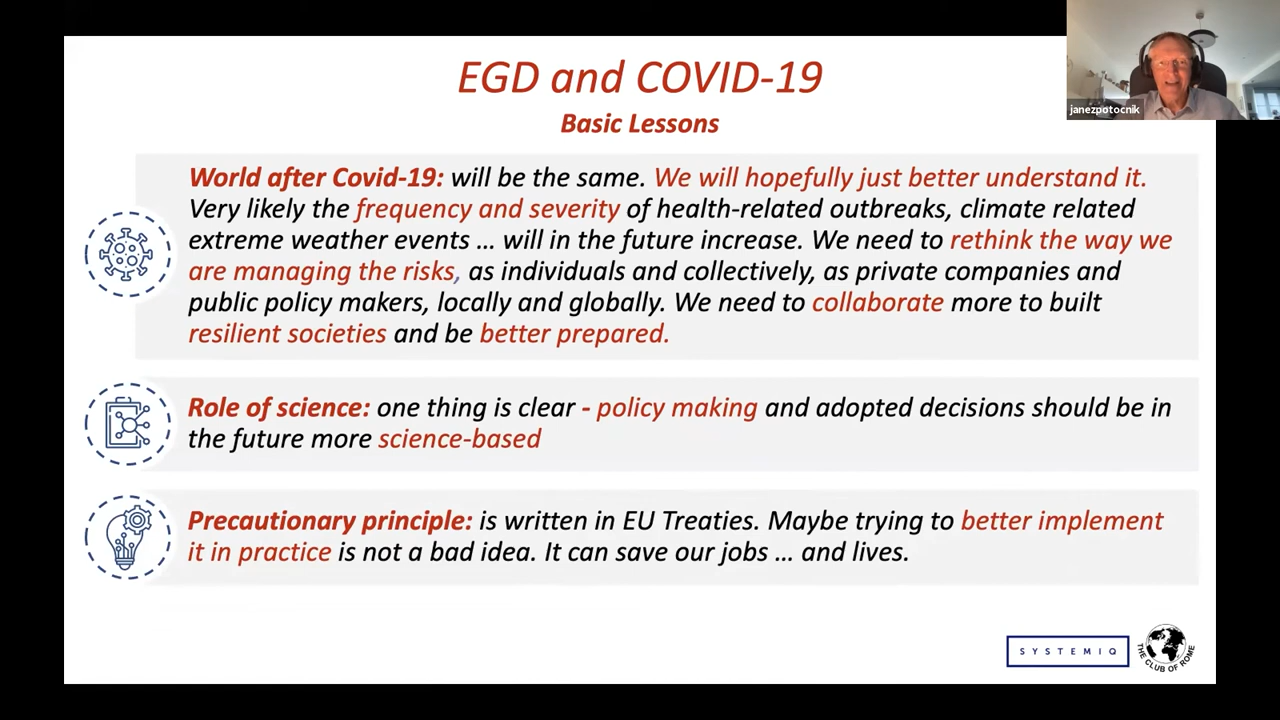 EGD and COVID-19
janezpotocnik
Basic Lessons
World after Covid-19: will be the same. We will hopefully just better understand it.
Very likely the frequency and severity of health-related outbreaks, climate related
extreme weather events … will in the future increase. We need to rethink the way we
are managing the risks, as individuals and collectively, as private companies and
public policy makers, locally and globally. We need to collaborate more to built
resilient societies and be better prepared.
Role of science: one thing is clear - policy making and adopted decisions should be in
the future more science-based
Precautionary principle: is written in EU Treaties. Maybe trying to better implement
it in practice is not a bad idea. It can save our jobs … and lives.
SYSTEMIQ
THE CLUB OF ROME